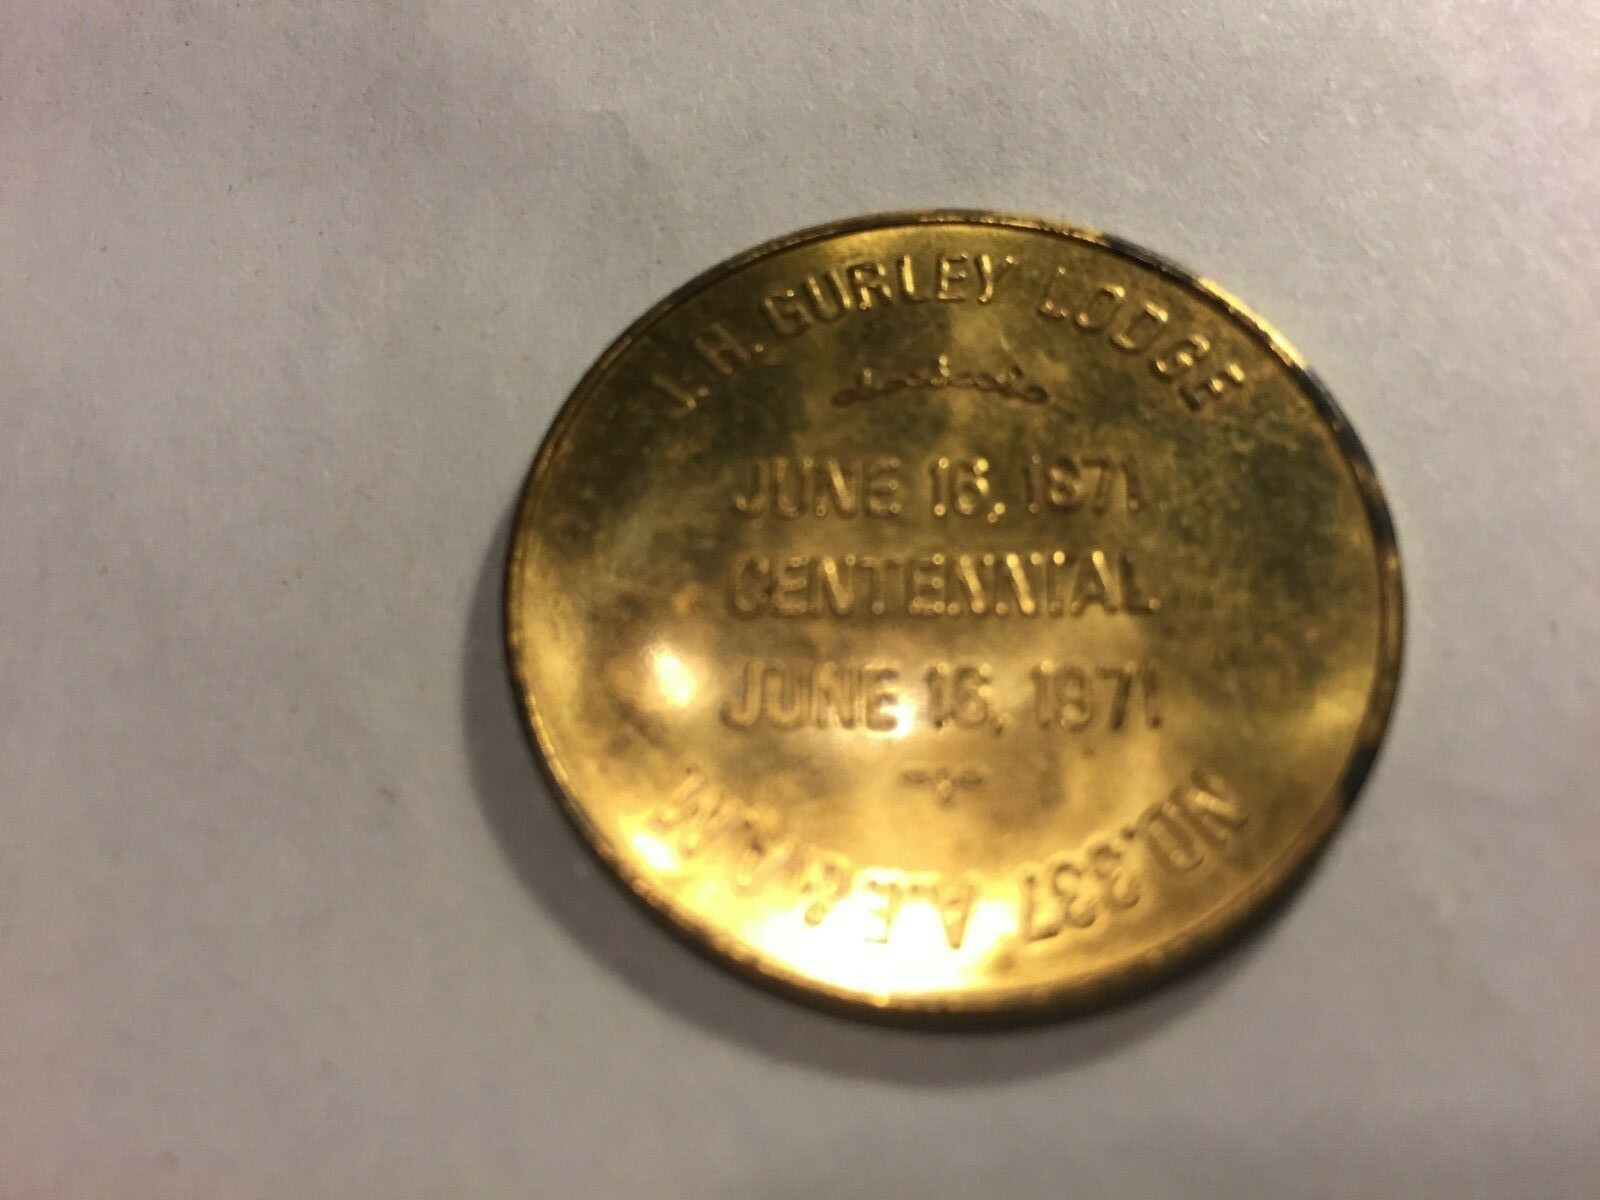 J. H. GURLEY LODGE
JUNE 16, 1871
CENTENNIAL
JUNE 16, 1971
NO. 337 A.F. & A.M.